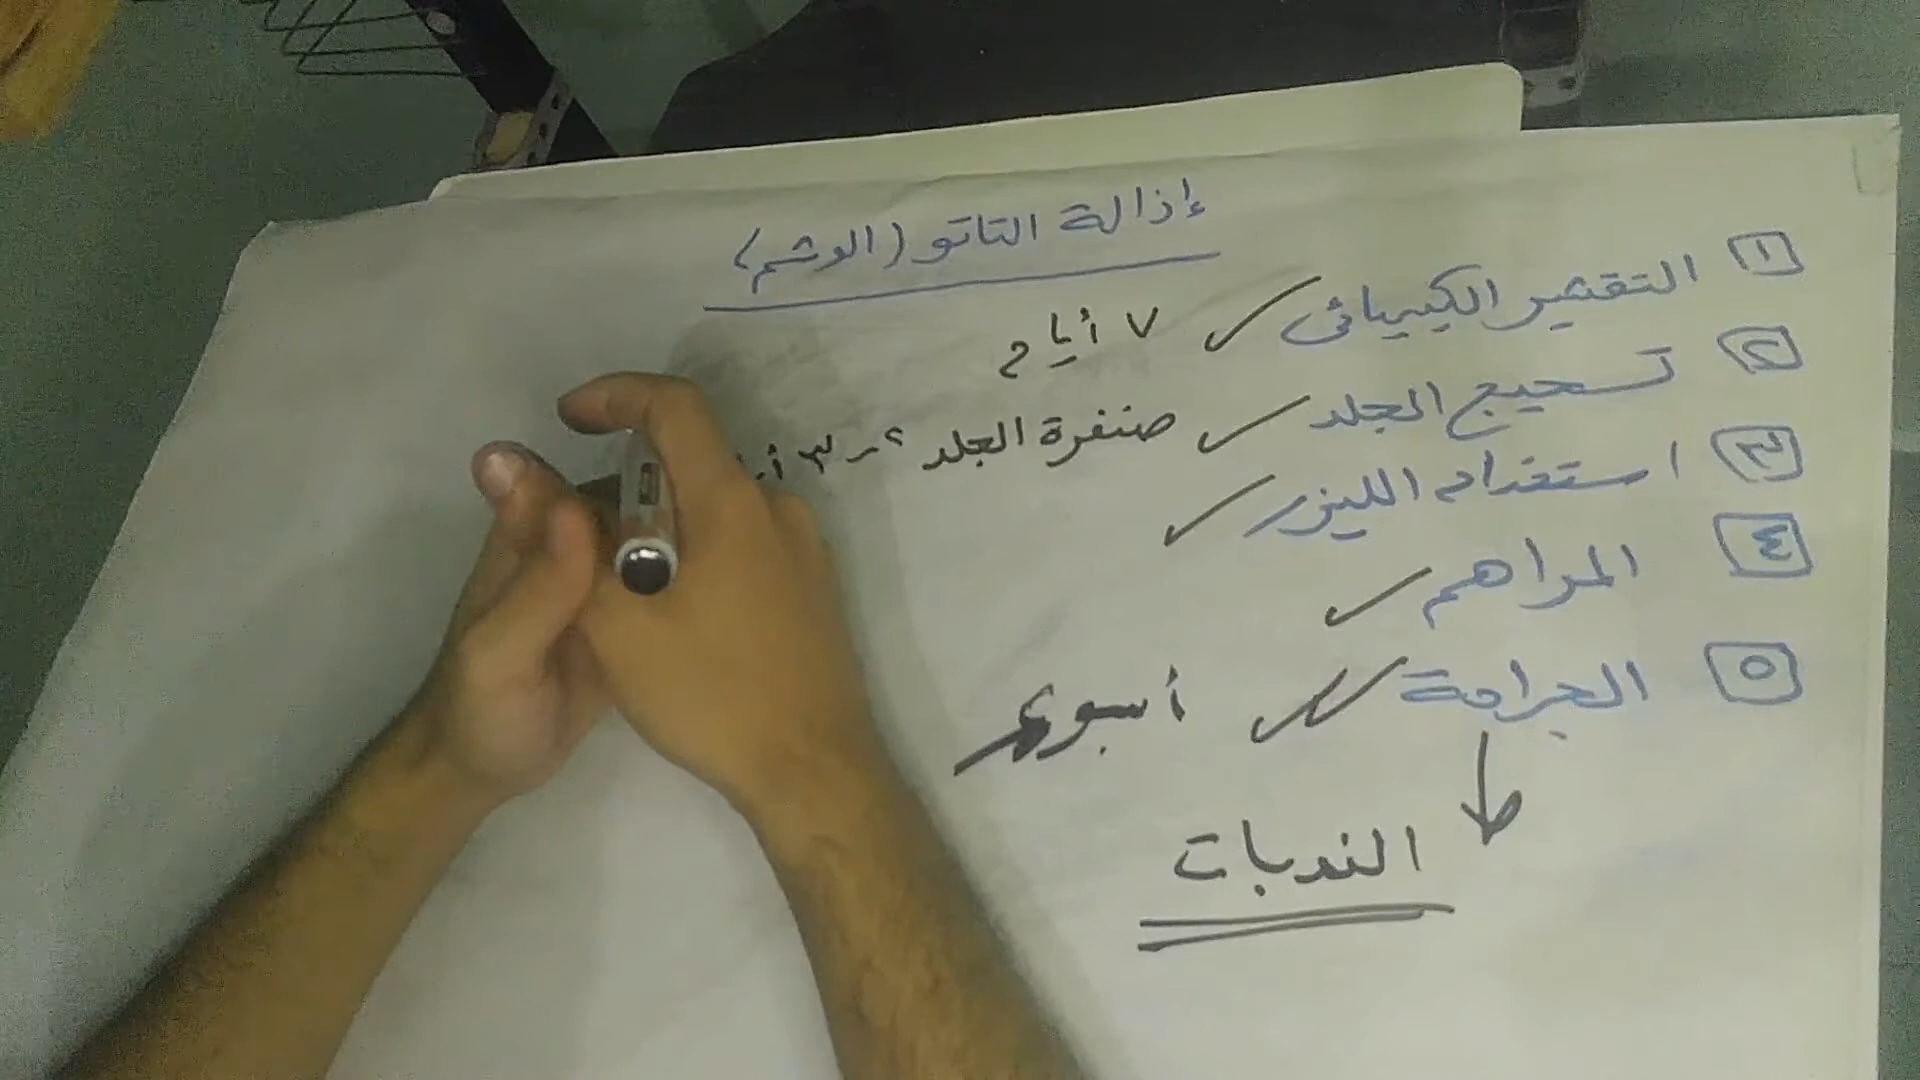 إزالة التاتو (الوشم)
١ التقشير الكيميائى ✓ ٧ أيام
٢ تسحيج الجلد ✓ صنفرة الجلد ٢-٣
٣ استخدام الليزر ✓
٤ المراهم ✓
٥ الجراحة ✓✓ أسبوع
الندبات